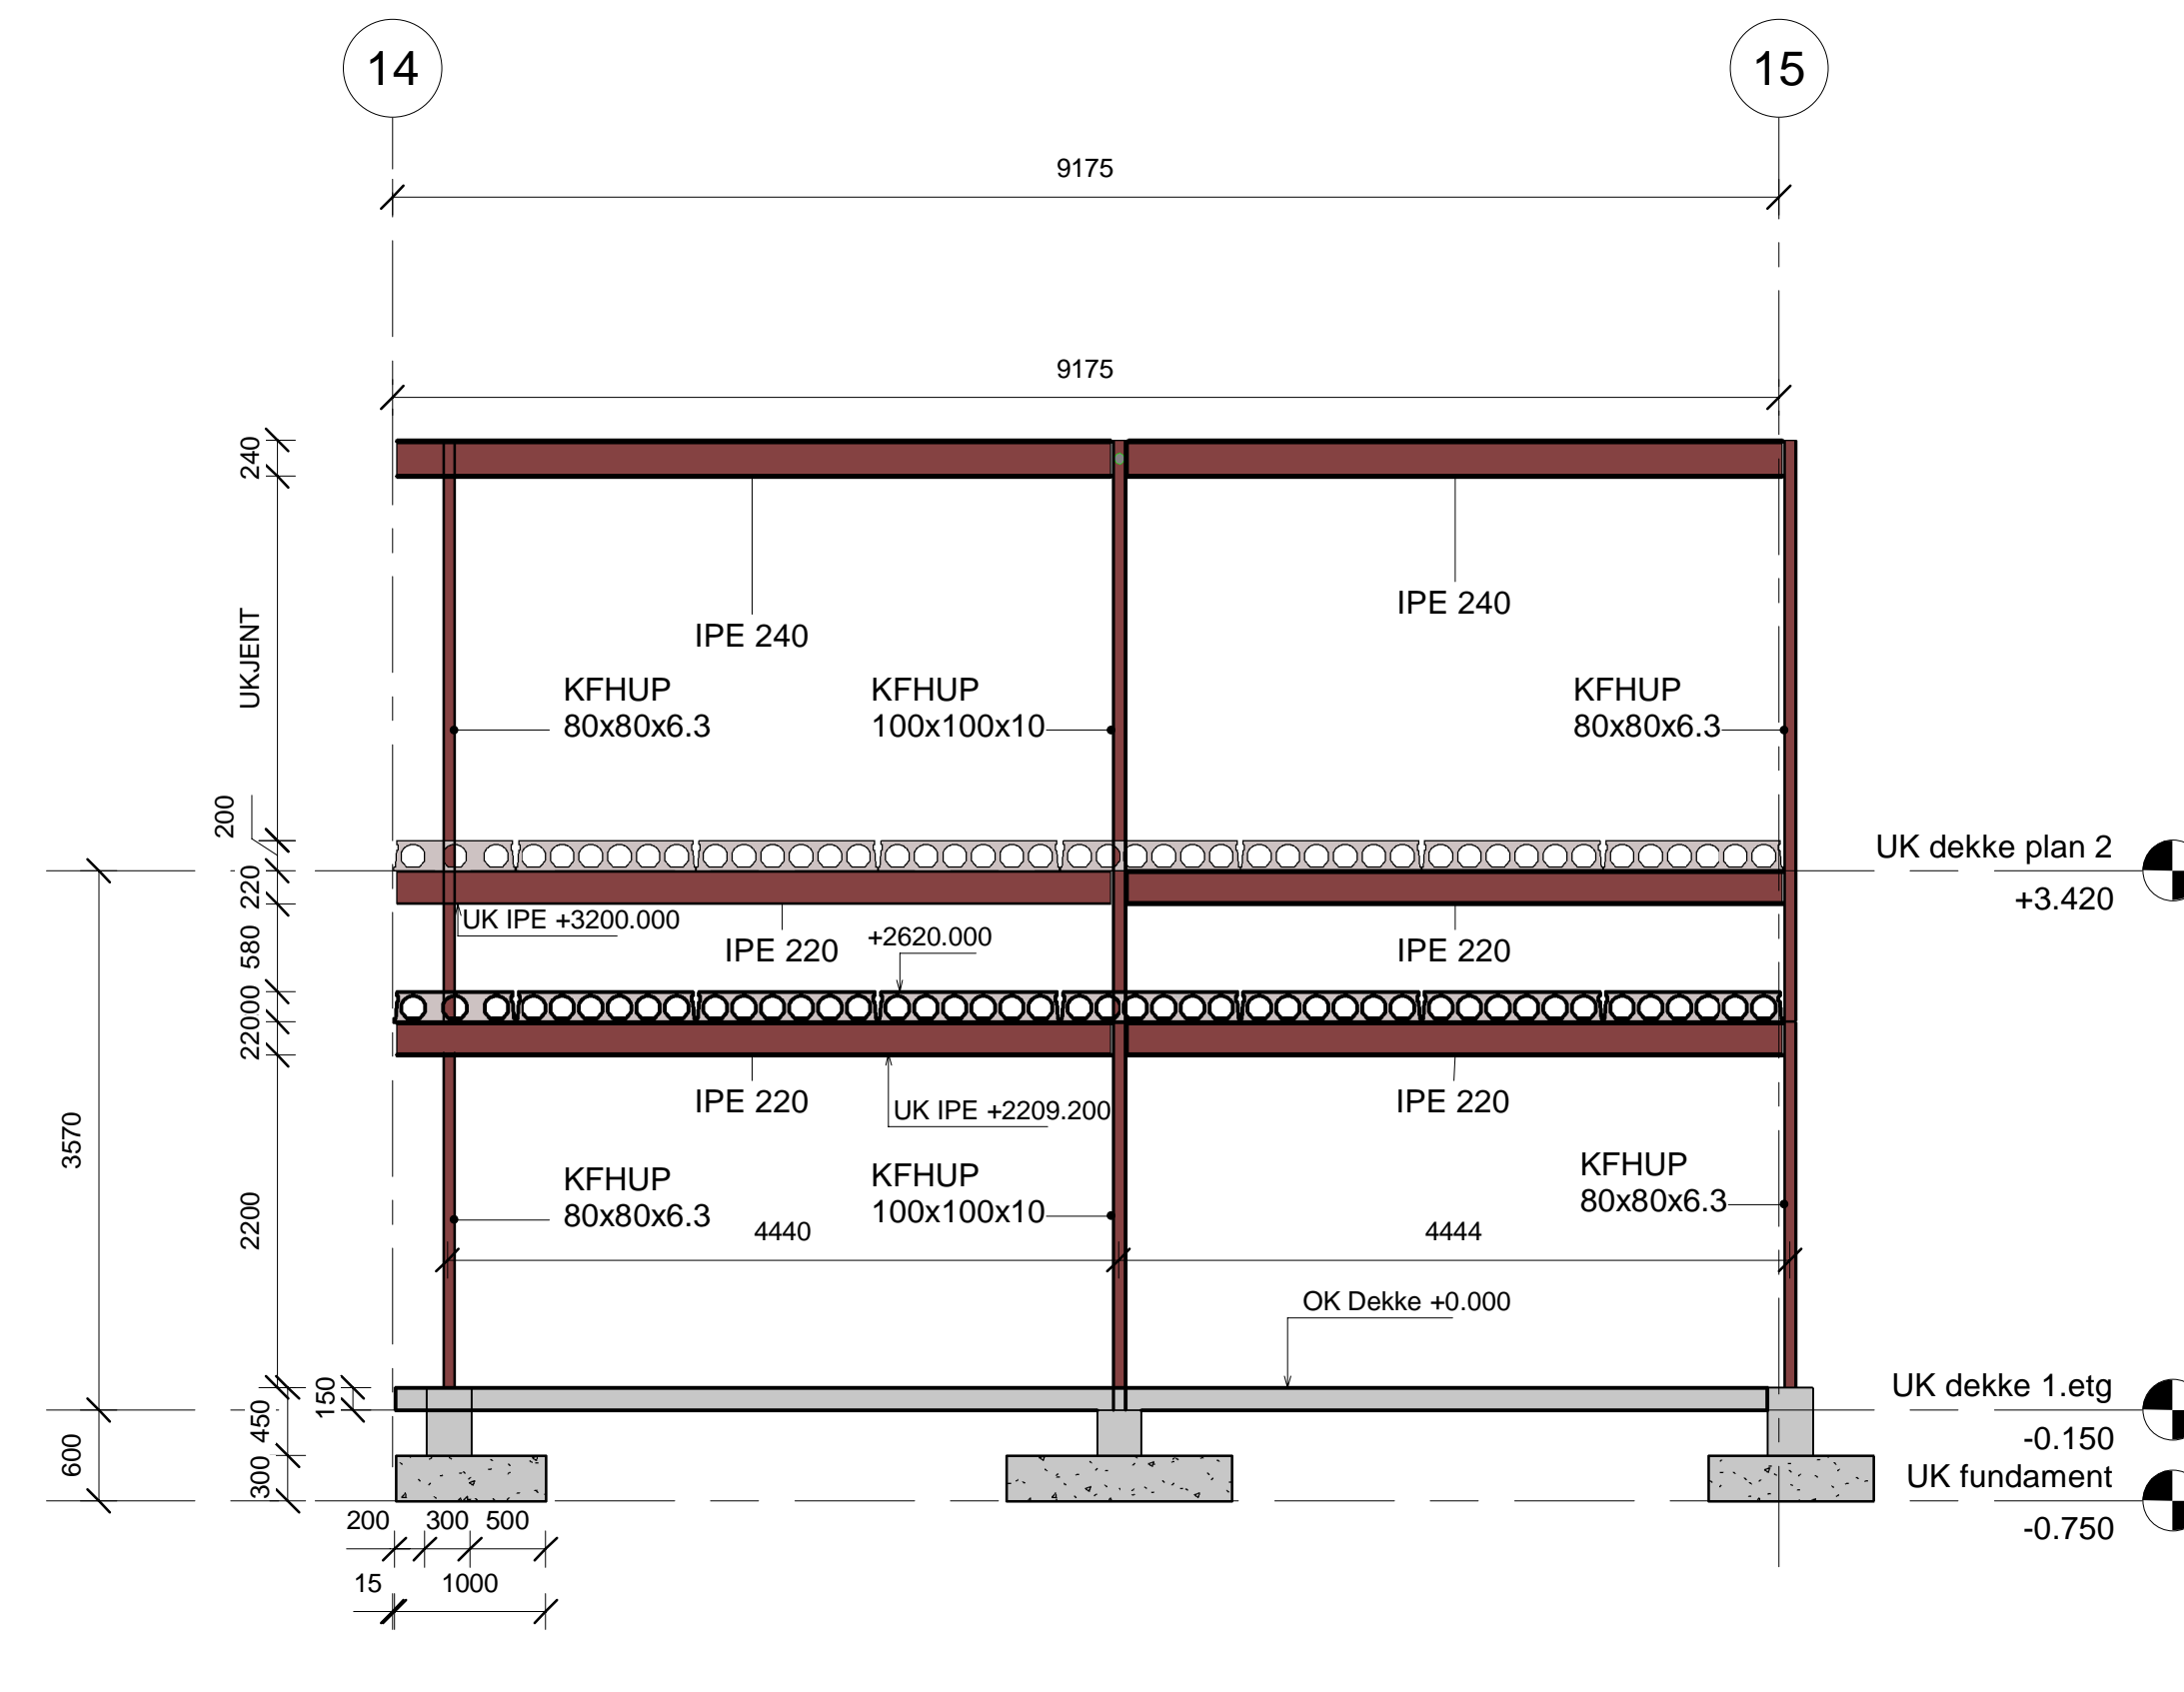 14
15
9175
9175
240
UKJENT
IPE 240
IPE 240
KFHUP
80x80x6.3
KFHUP
100x100x10
KFHUP
80x80x6.3
200
UK dekke plan 2
+3.420
220
UK IPE +3200.000
580
IPE 220
+2620.000
IPE 220
200
220
IPE 220
UK IPE +2209.200
IPE 220
3570
2200
KFHUP
80x80x6.3
KFHUP
100x100x10
KFHUP
80x80x6.3
4440
4444
OK Dekke +0.000
150
450
UK dekke 1.etg
-0.150
600
300
UK fundament
-0.750
200 300 500
15 1000